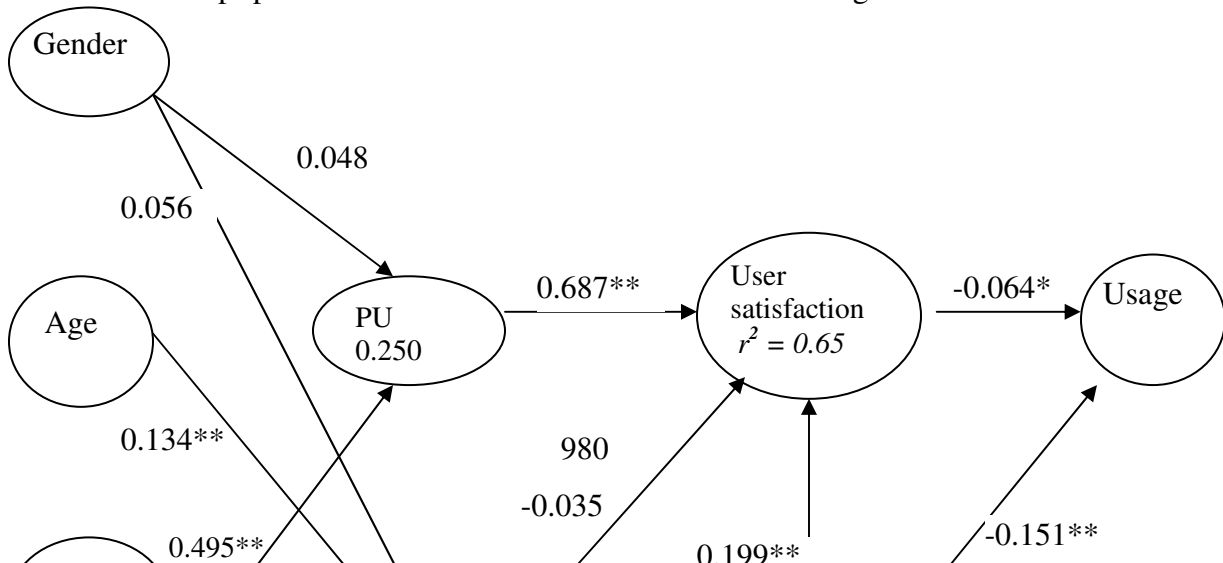 Gender
0.048
0.056
User
satisfaction
r² = 0.65
0.687**
-0.064*
Usage
Age
PU
0.250
0.134**
980
-0.035
0.495**
0.199**
-0.151**